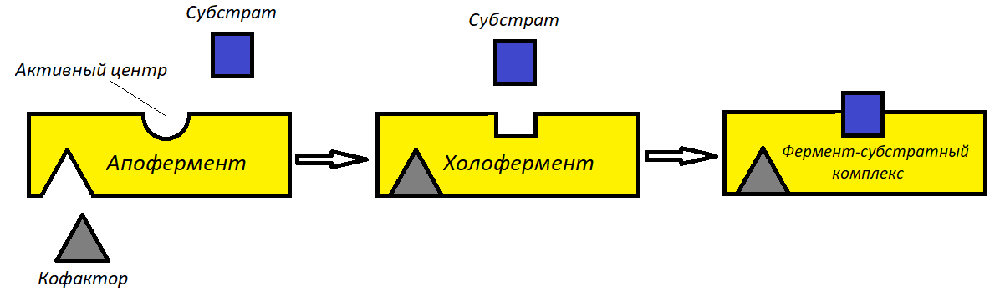 Субстрат
Активный центр
Апофермент
Кофактор
Субстрат
Холофермент
Фермент-субстратный
комплекс